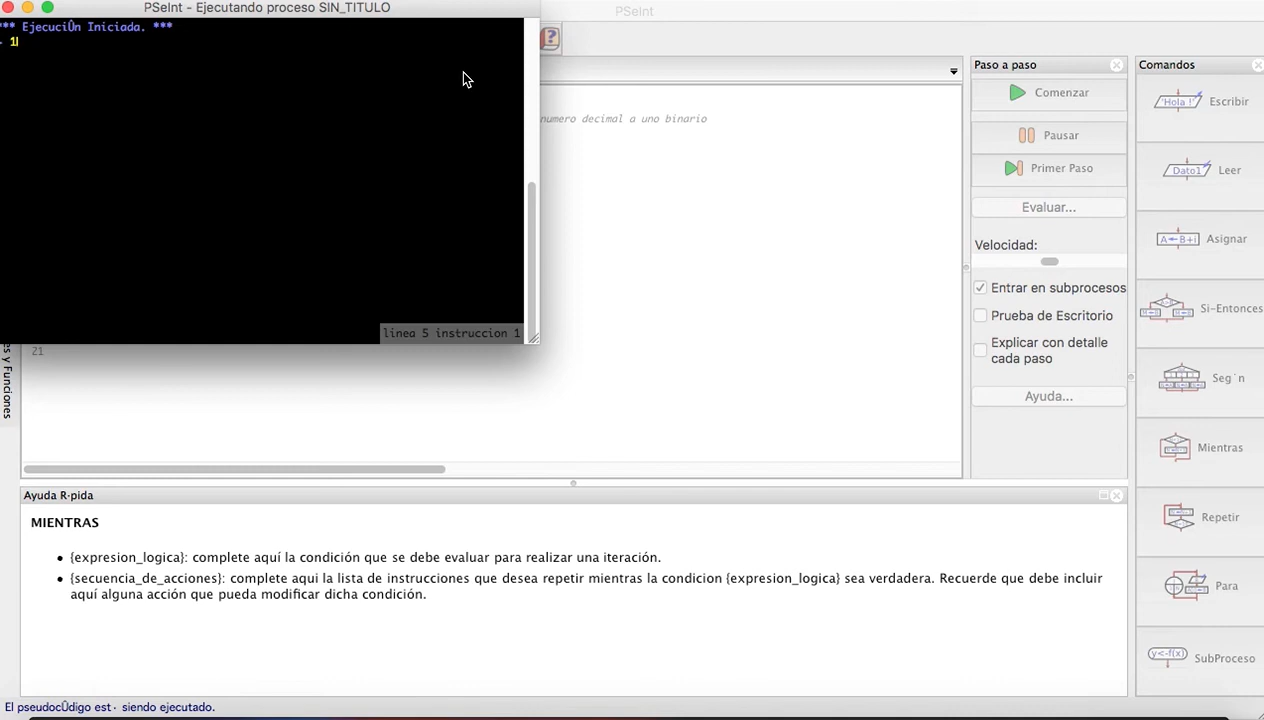 PSeInt - Ejecutando proceso SIN_TITULO
PSeInt
*** EjecuciÛn Iniciada. ***
1
numero decimal a uno binario
linea 5 instruccion 1
21
s y Funciones
Paso a paso
Comenzar
Pausar
Primer Paso
Evaluar...
Velocidad:
Entrar en subprocesos
Prueba de Escritorio
Explicar con detalle
cada paso
Ayuda...
Comandos
'Hola !' Escribir
Dato1 Leer
A←B+i Asignar
Si-Entonces
Seg˙n
Mientras
Repetir
Para
y<-f(x) SubProceso
Ayuda R·pida
MIENTRAS
• {expresion_logica}: complete aquí la condición que se debe evaluar para realizar una iteración.
• {secuencia_de_acciones}: complete aqui la lista de instrucciones que desea repetir mientras la condicion {expresion_logica} sea verdadera. Recuerde que debe incluir
aquí alguna acción que pueda modificar dicha condición.
El pseudocÛdigo est· siendo ejecutado.